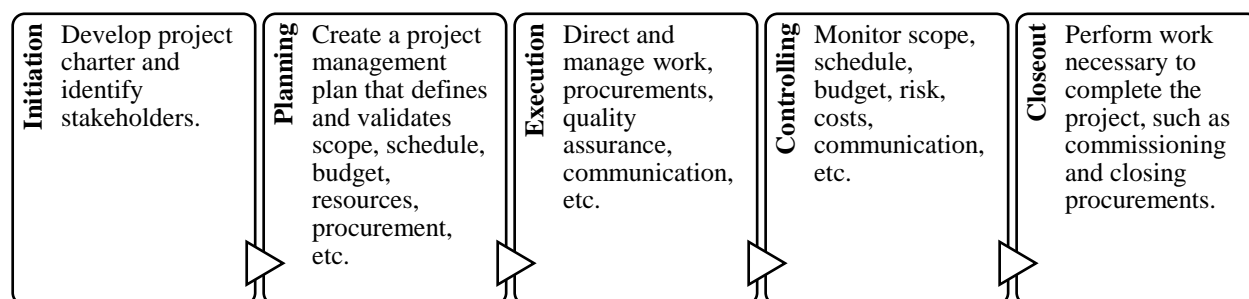 Initiation
Develop project
charter and
identify
stakeholders.
Planning
Create a project
management
plan that defines
and validates
scope, schedule,
budget,
resources,
procurement,
etc.
Execution
Direct and
manage work,
procurements,
quality
assurance,
communication,
etc.
Controlling
Monitor scope,
schedule,
budget, risk,
costs,
communication,
etc.
Closeout
Perform work
necessary to
complete the
project, such as
commissioning
and closing
procurements.